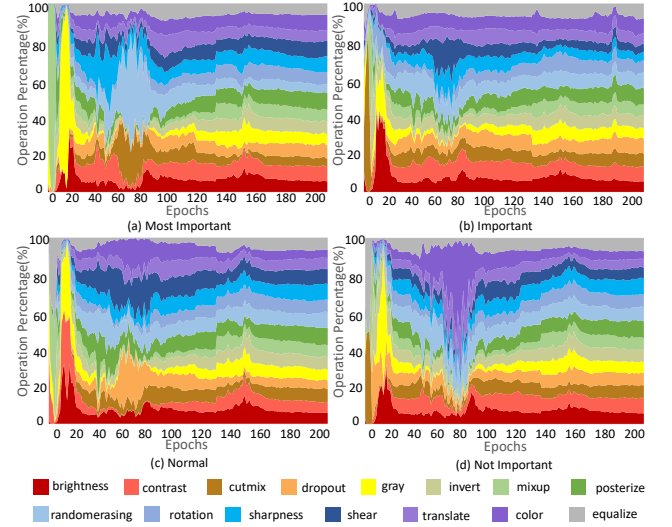 Operation Percentage(%)
100
80
60
40
20
0
0 20 40 60 80 100 120 140 160 180 200
Epochs
(a) Most Important
Operation Percentage(%)
100
80
60
40
20
0
0 20 40 60 80 100 120 140 160 180 200
Epochs
(b) Important
Operation Percentage(%)
100
80
60
40
20
0
0 20 40 60 80 100 120 140 160 180 200
Epochs
(c) Normal
Operation Percentage(%)
100
80
60
40
20
0
0 20 40 60 80 100 120 140 160 180 200
Epochs
(d) Not Important
brightness contrast cutmix dropout gray invert mixup posterize
randomerasing rotation sharpness shear translate color equalize